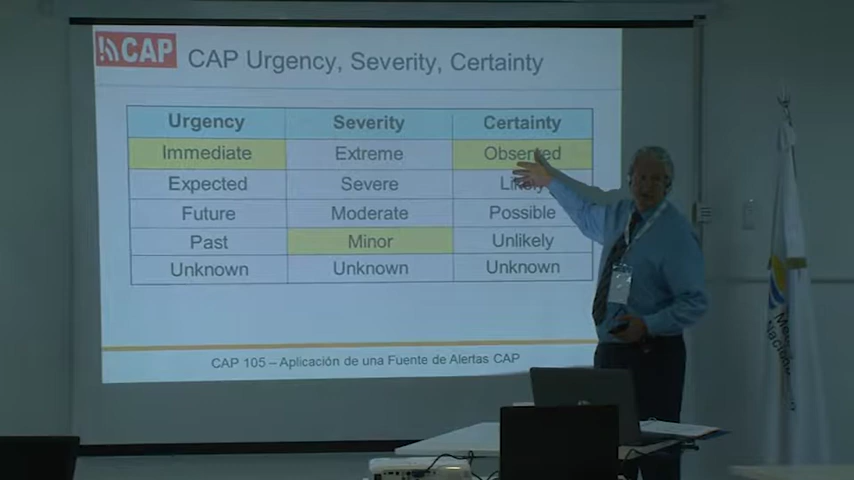 CAP
CAP Urgency, Severity, Certainty
Urgency Severity Certainty
Immediate Extreme Observed
Expected Severe Likely
Future Moderate Possible
Past Minor Unlikely
Unknown Unknown Unknown
CAP 105 – Aplicación de una Fuente de Alertas CAP